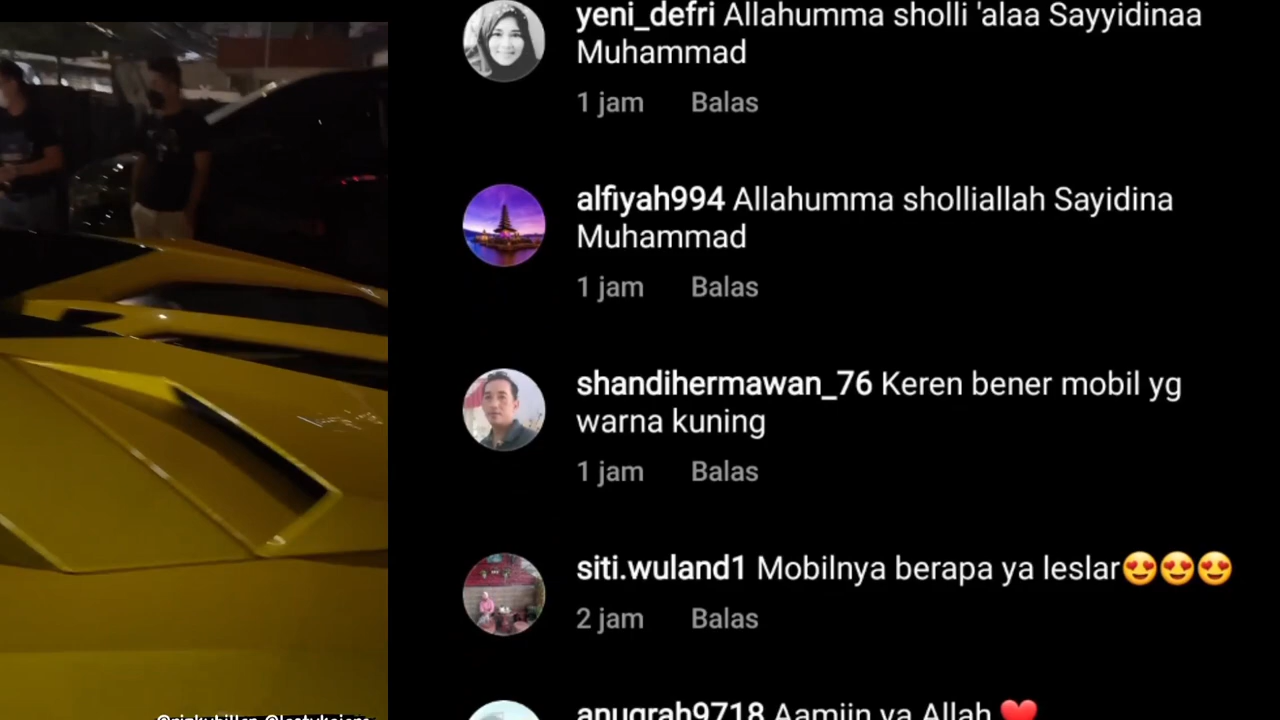 yeni_defri Allahumma sholli 'alaa Sayyidinaa
Muhammad
1 jam Balas
alfiyah994 Allahumma sholliallah Sayidina
Muhammad
1 jam Balas
shandihermawan_76 Keren bener mobil yg
warna kuning
1 jam Balas
siti.wuland1 Mobilnya berapa ya leslar😍😍😍
2 jam Balas
anugrah9718 Aamiin ya Allah ❤️